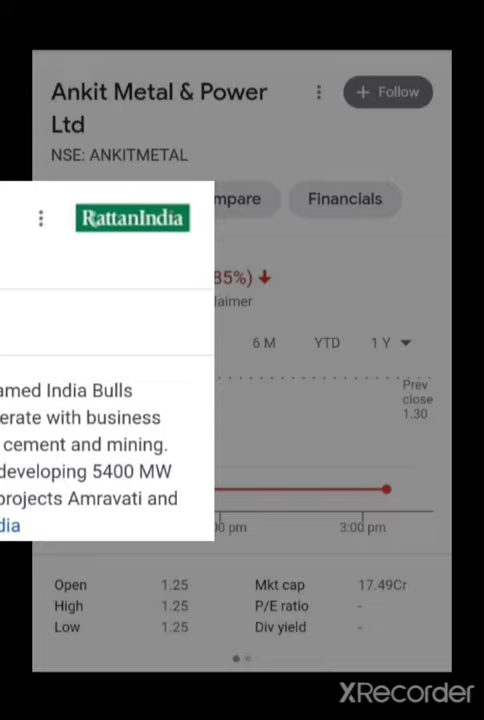 Ankit Metal & Power
Ltd
+ Follow
NSE: ANKITMETAL
mpare
Financials
RattanIndia
85%)
laimer
6 M
YTD
1 Y
Prev
close
1.30
amed India Bulls
erate with business
cement and mining.
developing 5400 MW
projects Amravati and
dia
00 pm
3:00 pm
Open 1.25 Mkt cap 17.49Cr
High 1.25 P/E ratio -
Low 1.25 Div yield -
XRecorder